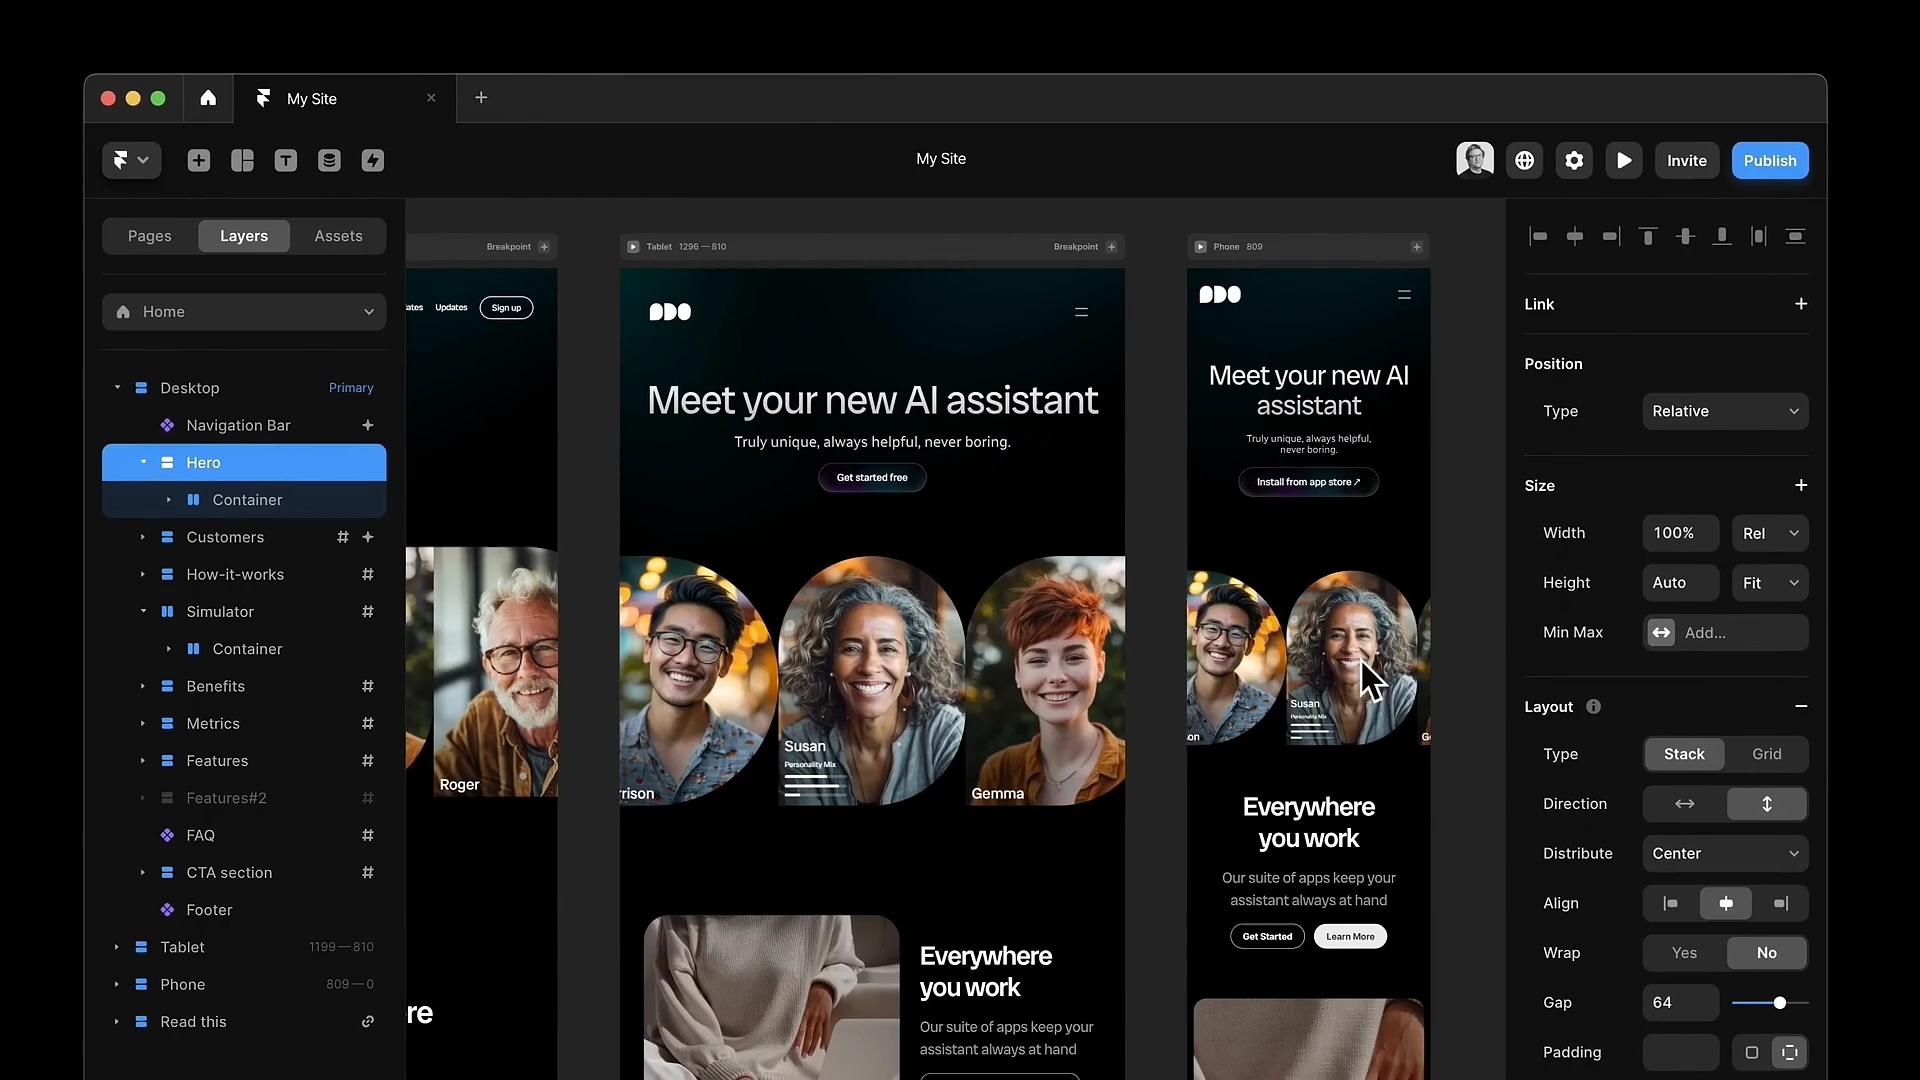 My Site
My Site
Invite
Publish
Pages
Layers
Assets
Home
Desktop
Primary
Navigation Bar
Hero
Container
Customers
How-it-works
Simulator
Container
Benefits
Metrics
Features
Features#2
FAQ
CTA section
Footer
Tablet
1199 — 810
Phone
809 — 0
Read this
Breakpoint
Updates
Sign up
Roger
re
Tablet 1296 — 810
Breakpoint
Meet your new AI assistant
Truly unique, always helpful, never boring.
Get started free
rison
Susan
Personality Mix
Gemma
Everywhere
you work
Our suite of apps keep your
assistant always at hand
Phone 809
Meet your new AI
assistant
Truly unique, always helpful,
never boring.
Install from app store ↗
on
Susan
Personality Mix
Everywhere
you work
Our suite of apps keep your
assistant always at hand
Get Started
Learn More
Link
Position
Type
Relative
Size
Width
100%
Rel
Height
Auto
Fit
Min Max
Add...
Layout
Type
Stack
Grid
Direction
Distribute
Center
Align
Wrap
Yes
No
Gap
64
Padding